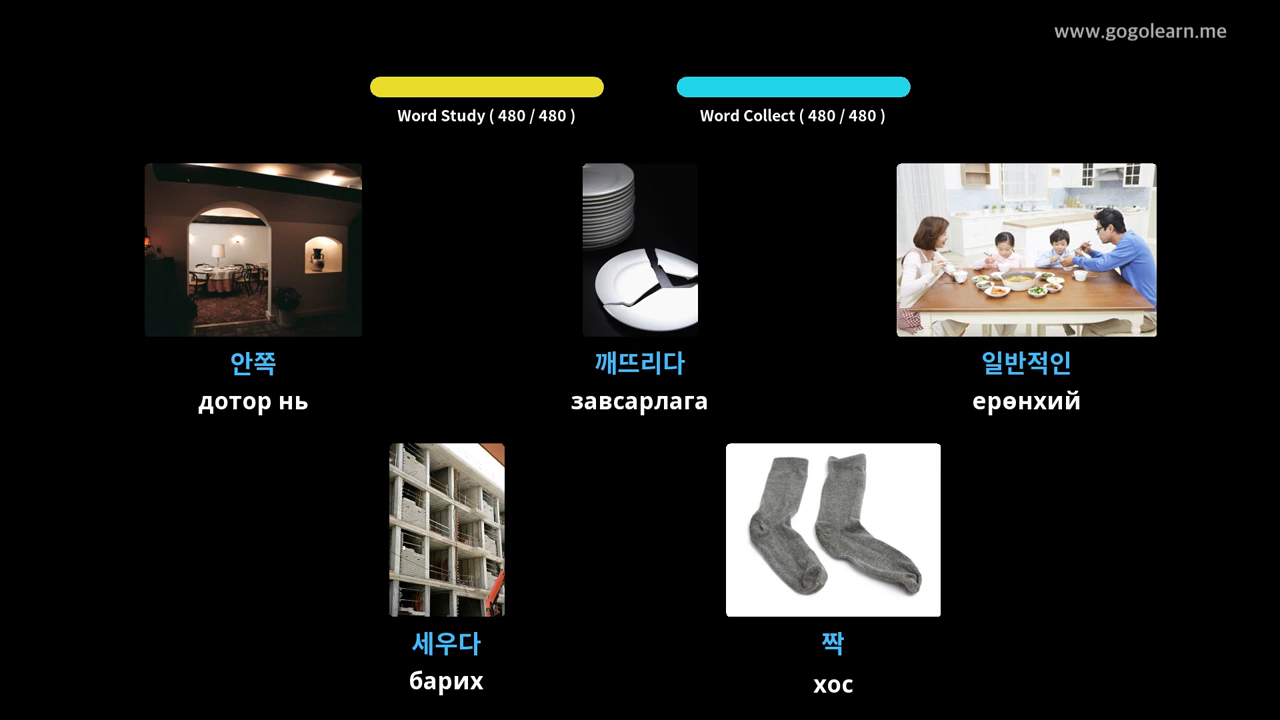 www.gogolearn.me
Word Study ( 480 / 480 )
Word Collect ( 480 / 480 )
안쪽
дотор нь
깨뜨리다
завсарлага
일반적인
ерөнхий
세우다
барих
짝
хос